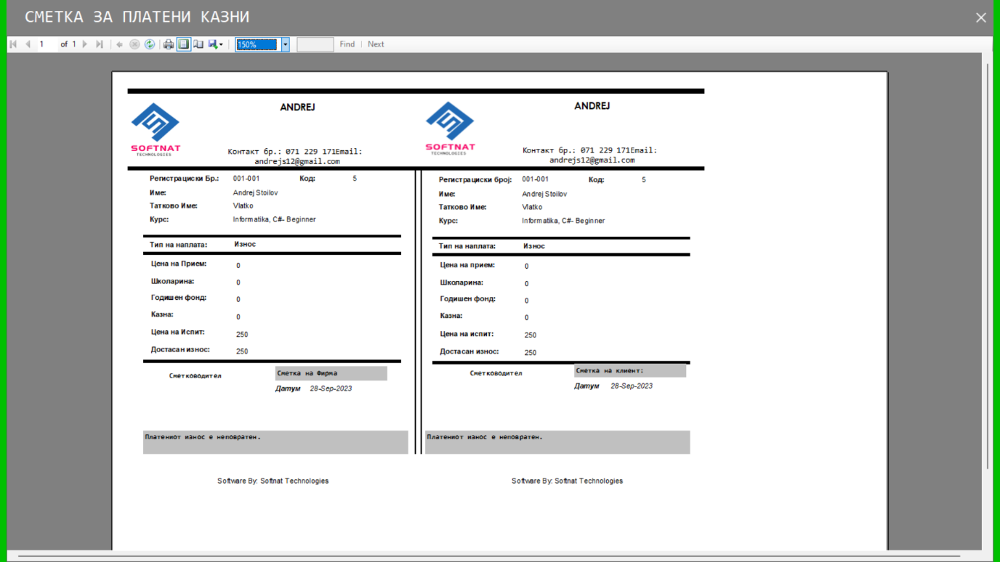 СМЕТКА ЗА ПЛАТЕНИ КАЗНИ
1 of 1 150% Find Next
ANDREJ
SOFTNAT
TECHNOLOGIES
Контакт бр.: 071 229 171Email:
andrejs12@gmail.com
Регистрациски Бр.: 001-001 Код: 5
Име: Andrej Stoilov
Татково Име: Vlatko
Курс: Informatika, C#- Beginner
Тип на наплата: Износ
Цена на Прием: 0
Школарина: 0
Годишен фонд: 0
Казна: 0
Цена на Испит: 250
Достасан износ: 250
Сметководител Сметка на Фирма
Датум 28-Sep-2023
Платениот износ е неповратен.
Software By: Softnat Technologies
ANDREJ
SOFTNAT
TECHNOLOGIES
Контакт бр.: 071 229 171Email:
andrejs12@gmail.com
Регистрациски број: 001-001 Код: 5
Име: Andrej Stoilov
Татково Име: Vlatko
Курс: Informatika, C#- Beginner
Тип на наплата: Износ
Цена на прием: 0
Школарина: 0
Годишен фонд: 0
Казна: 0
Цена на испит: 250
Достасан износ: 250
Сметководител Сметка на клиент:
Датум 28-Sep-2023
Платениот износ е неповратен.
Software By: Softnat Technologies